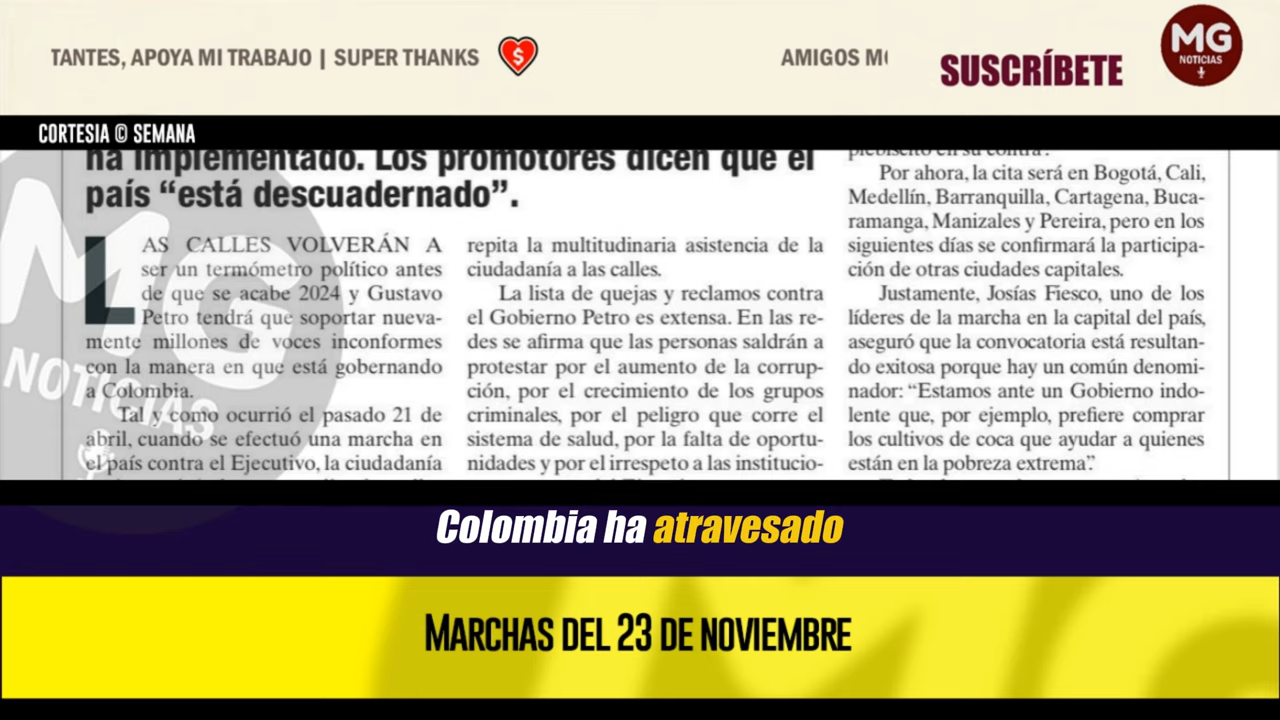 TANTES, APOYA MI TRABAJO | SUPER THANKS
AMIGOS
SUSCRÍBETE
MG
NOTICIAS
CORTESIA © SEMANA
ha implementado. Los promotores dicen que el
país “está descuadernado”.
LAS CALLES VOLVERÁN A
ser un termómetro político antes
de que se acabe 2024 y Gustavo
Petro tendrá que soportar nueva-
mente millones de voces inconformes
con la manera en que está gobernando
a Colombia.
Tal y como ocurrió el pasado 21 de
abril, cuando se efectuó una marcha en
el país contra el Ejecutivo, la ciudadanía
repita la multitudinaria asistencia de la
ciudadanía a las calles.
La lista de quejas y reclamos contra
el Gobierno Petro es extensa. En las re-
des se afirma que las personas saldrán a
protestar por el aumento de la corrup-
ción, por el crecimiento de los grupos
criminales, por el peligro que corre el
sistema de salud, por la falta de oportu-
nidades y por el irrespeto a las institucio-
plebiscito en su contra”.
Por ahora, la cita será en Bogotá, Cali,
Medellín, Barranquilla, Cartagena, Buca-
ramanga, Manizales y Pereira, pero en los
siguientes días se confirmará la participa-
ción de otras ciudades capitales.
Justamente, Josías Fiesco, uno de los
líderes de la marcha en la capital del país,
aseguró que la convocatoria está resultan-
do exitosa porque hay un común denomi-
nador: “Estamos ante un Gobierno indo-
lente que, por ejemplo, prefiere comprar
los cultivos de coca que ayudar a quienes
están en la pobreza extrema”.
MG
NOTICIAS
Colombia ha atravesado
MARCHAS DEL 23 DE NOVIEMBRE